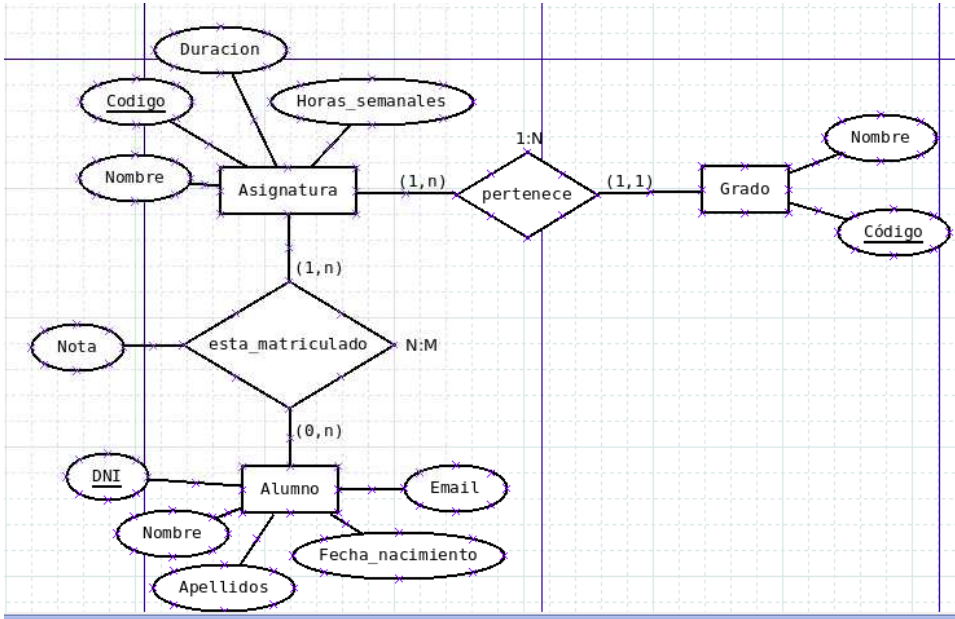 Duracion
Codigo
Horas_semanales
Nombre
Asignatura
(1,n)
1:N
pertenece
(1,1)
Grado
Nombre
Código
(1,n)
Nota
esta_matriculado
N:M
(0,n)
DNI
Alumno
Email
Nombre
Fecha_nacimiento
Apellidos